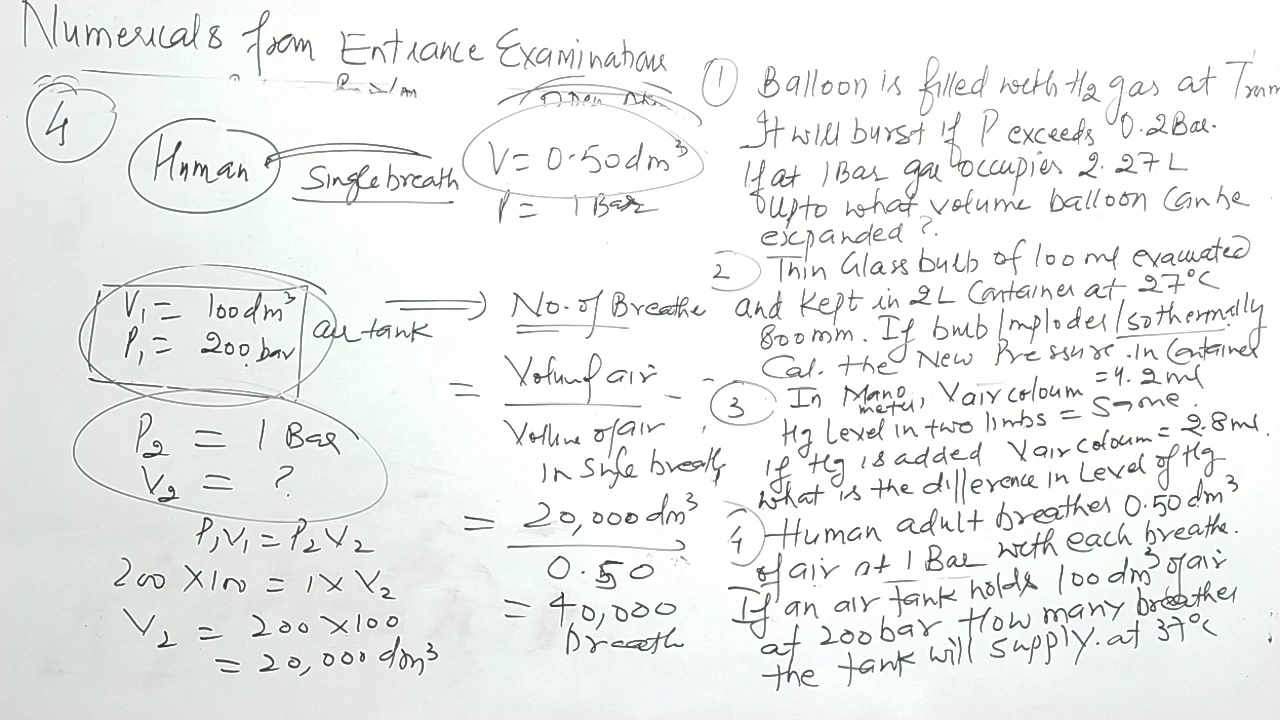 Numericals from Entrance Examinations
4
Human
Single breath
V = 0.50 dm³
P = 1 Bar
V₁ = 100 dm³
P₁ = 200 bar
air tank
P₂ = 1 Bar
V₂ = ?
P₁V₁ = P₂V₂
200 X 100 = 1 X V₂
V₂ = 200 X 100
= 20,000 dm³
No. of Breathe
= Volume of air
Volume of air
in single breath
= 20,000 dm³
0.50
= 40,000
breath
1 Balloon is filled with H₂ gas at Troom
It will burst if P exceeds 0.2 Bar.
If at 1 Bar gas occupies 2.27 L
upto what volume balloon can be
expanded ?
2 Thin Glass bulb of 100 ml evacuated
and kept in 2L Container at 27°C
800 mm. If bulb Implodes Isothermally
Cal. the New Pressure in Container
3 In Manometer, V air coloum = 4.2 ml
Hg Level in two limbs = Same.
If Hg is added V air coloum = 2.8 ml.
what is the difference in Level of Hg
4 Human adult breathes 0.50 dm³
of air at 1 Bar with each breathe.
If an air tank holds 100 dm³ of air
at 200 bar How many breathes
the tank will supply. at 37°C